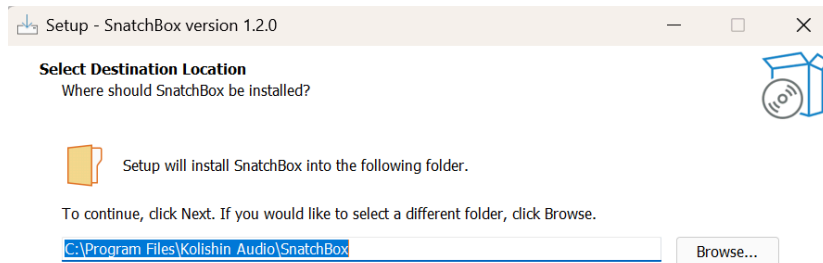 Setup - SnatchBox version 1.2.0
Select Destination Location
Where should SnatchBox be installed?
Setup will install SnatchBox into the following folder.
To continue, click Next. If you would like to select a different folder, click Browse.
C:\Program Files\Kolishin Audio\SnatchBox
Browse...